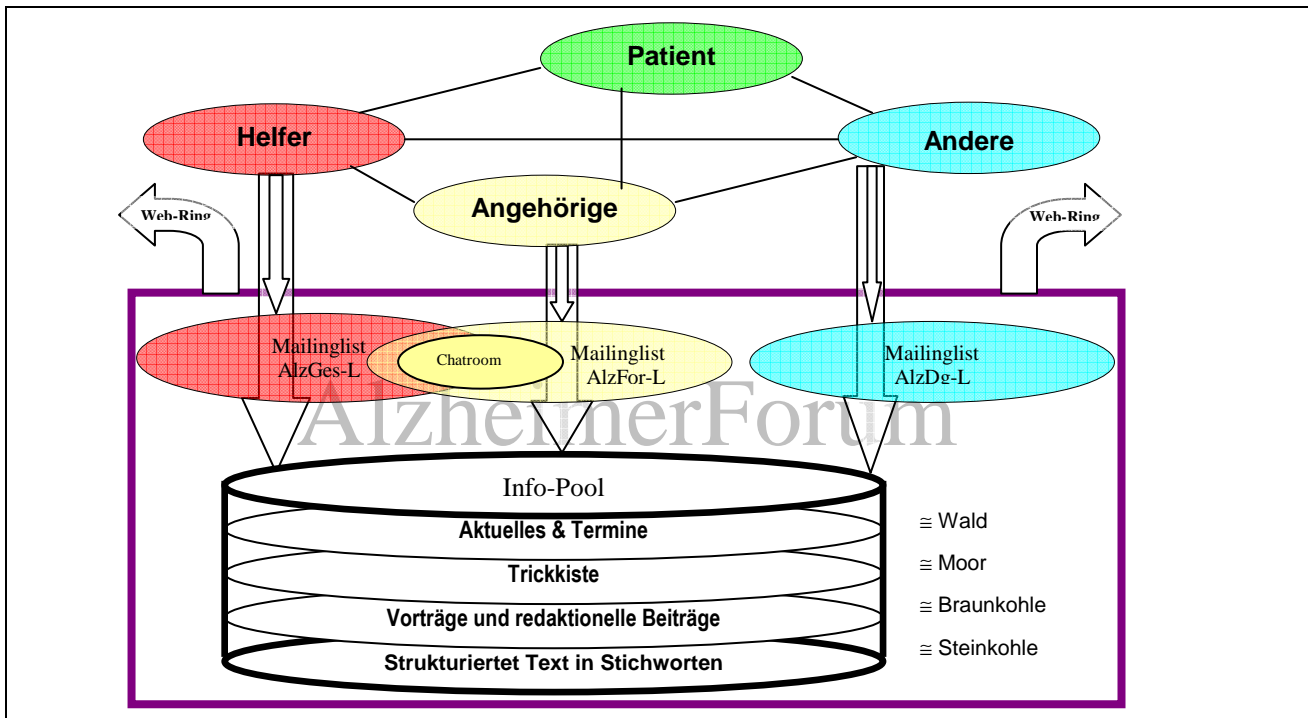 Patient
Helfer
Andere
Angehörige
Web-Ring
Web-Ring
Mailinglist
AlzGes-L
Chatroom
Mailinglist
AlzFor-L
Mailinglist
AlzDg-L
AlzheimerForum
Info-Pool
Aktuelles & Termine
≅ Wald
Trickkiste
≅ Moor
Vorträge und redaktionelle Beiträge
≅ Braunkohle
Strukturiertet Text in Stichworten
≅ Steinkohle